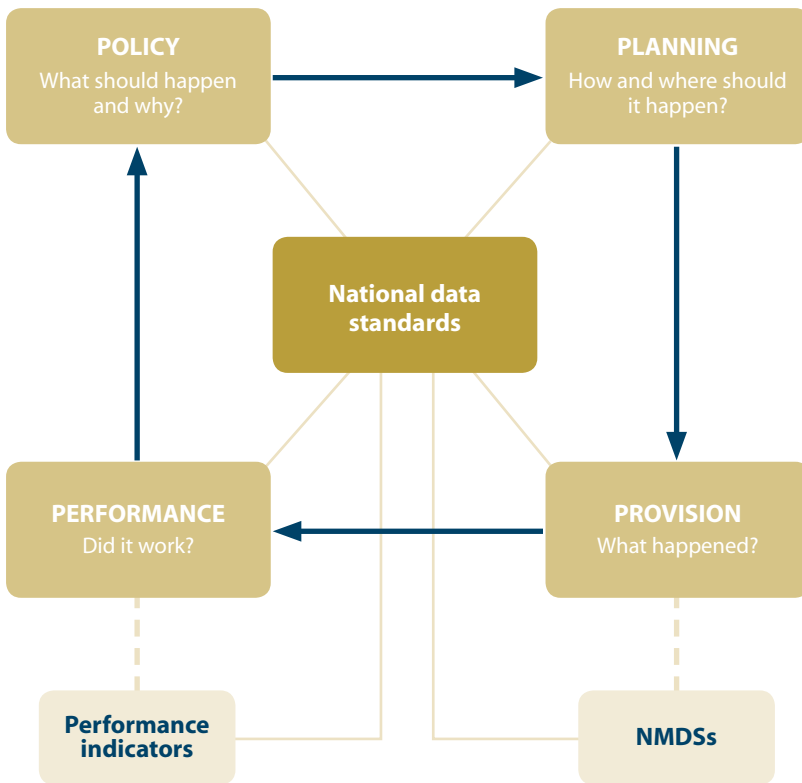 POLICY
What should happen
and why?
PLANNING
How and where should
it happen?
National data
standards
PERFORMANCE
Did it work?
PROVISION
What happened?
Performance
indicators
NMDSs